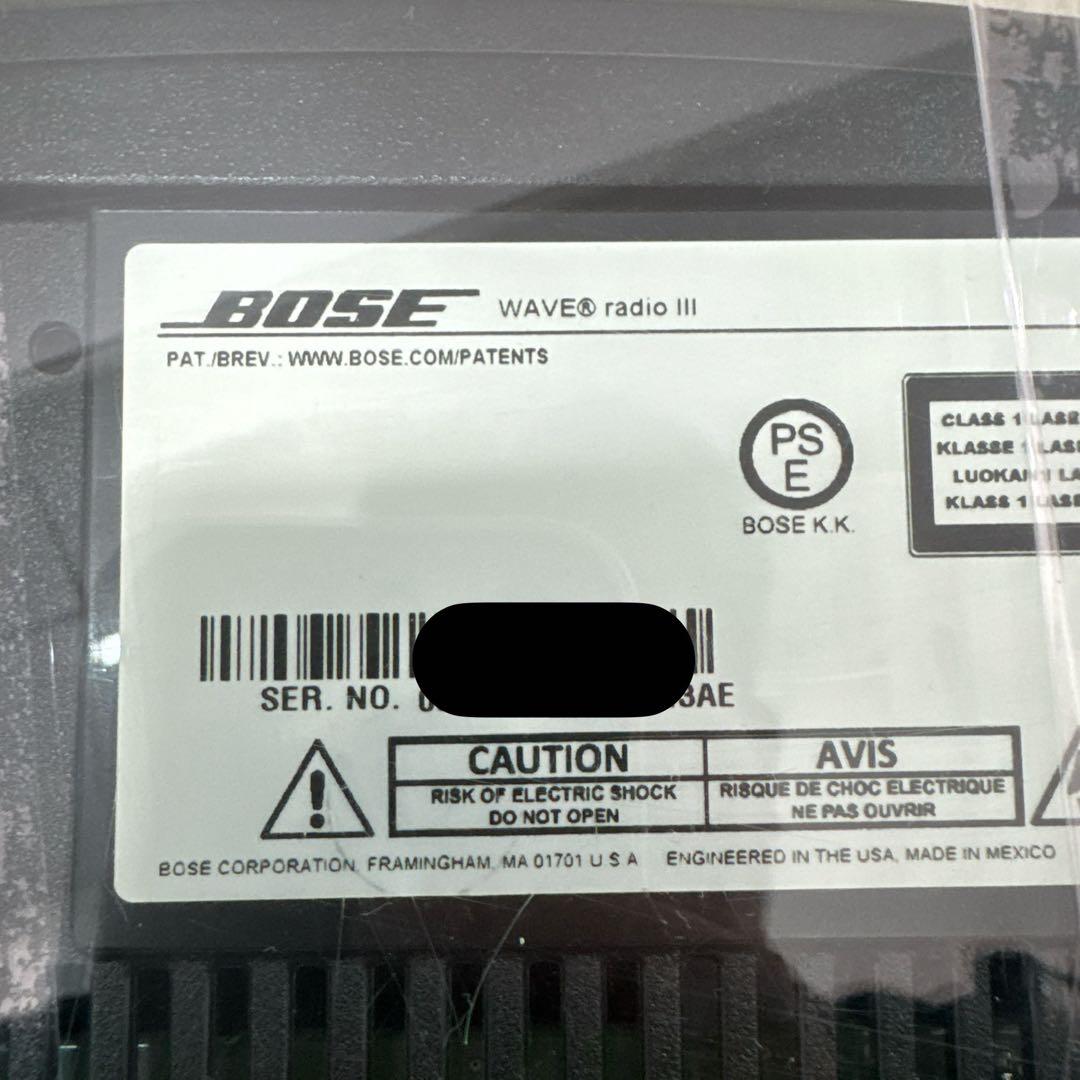 BOSE WAVE® radio III
PAT./BREV.: WWW.BOSE.COM/PATENTS
PS
E
BOSE K.K.
CLASS 1
KLASSE 1
LUOKAN 1
KLASS 1
SER. NO.
CAUTION
RISK OF ELECTRIC SHOCK
DO NOT OPEN
AVIS
RISQUE DE CHOC ELECTRIQUE
NE PAS OUVRIR
BOSE CORPORATION, FRAMINGHAM, MA 01701 U S A ENGINEERED IN THE USA, MADE IN MEXICO